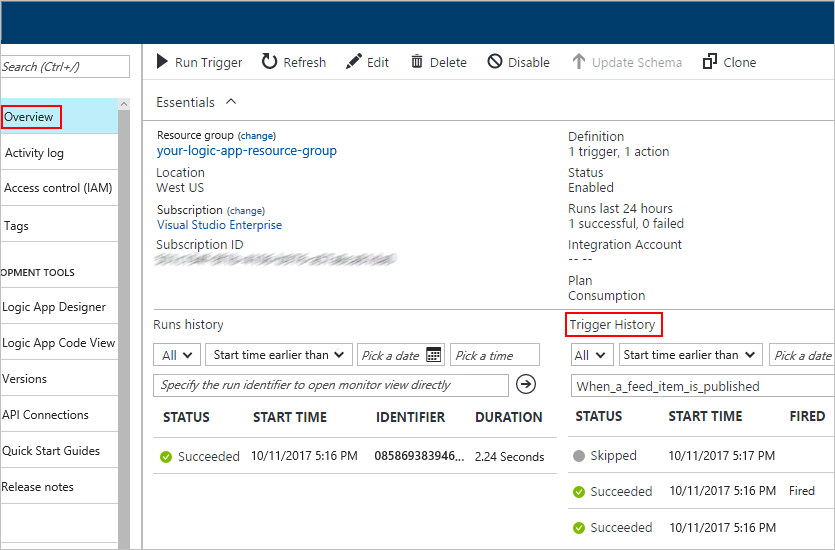 Run Trigger Refresh Edit Delete Disable Update Schema Clone
Search (Ctrl+/)
Overview
Activity log
Access control (IAM)
Tags
OPMENT TOOLS
Logic App Designer
Logic App Code View
Versions
API Connections
Quick Start Guides
Release notes
Essentials
Resource group (change)
your-logic-app-resource-group
Location
West US
Subscription (change)
Visual Studio Enterprise
Subscription ID
Definition
1 trigger, 1 action
Status
Enabled
Runs last 24 hours
1 successful, 0 failed
Integration Account
-- --
Plan
Consumption
Runs history
All Start time earlier than Pick a date Pick a time
Specify the run identifier to open monitor view directly
STATUS START TIME IDENTIFIER DURATION
Succeeded 10/11/2017 5:16 PM 085869383946... 2.24 Seconds
Trigger History
All Start time earlier than Pick a date
When_a_feed_item_is_published
STATUS START TIME FIRED
Skipped 10/11/2017 5:17 PM
Succeeded 10/11/2017 5:16 PM Fired
Succeeded 10/11/2017 5:16 PM